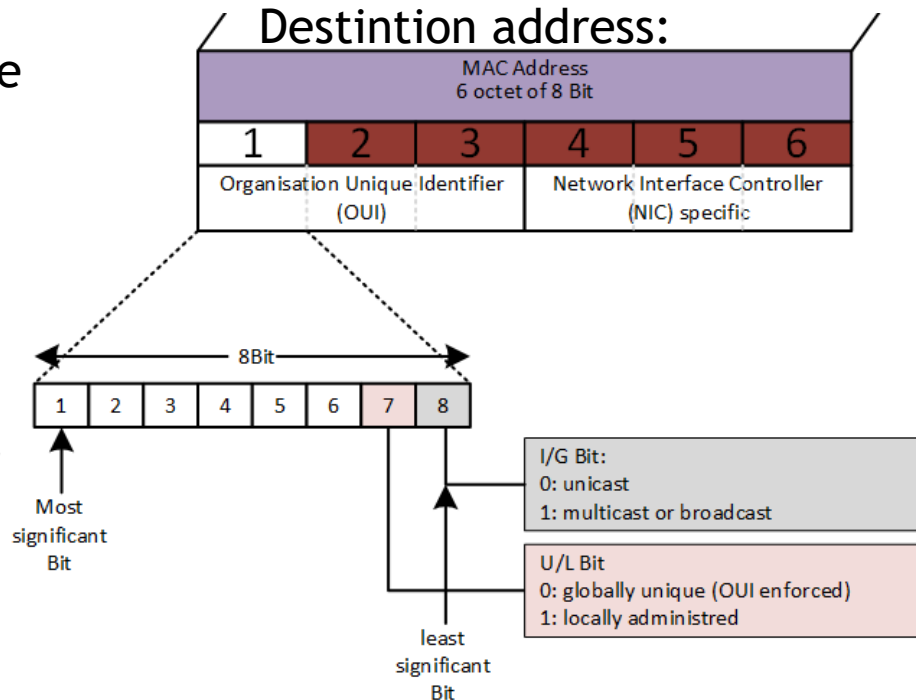 Destintion address:
e
MAC Address
6 octet of 8 Bit
1 2 3 4 5 6
Organisation Unique Identifier
(OUI)
Network Interface Controller
(NIC) specific
8Bit
1 2 3 4 5 6 7 8
Most
significant
Bit
I/G Bit:
0: unicast
1: multicast or broadcast
U/L Bit
0: globally unique (OUI enforced)
1: locally administred
least
significant
Bit